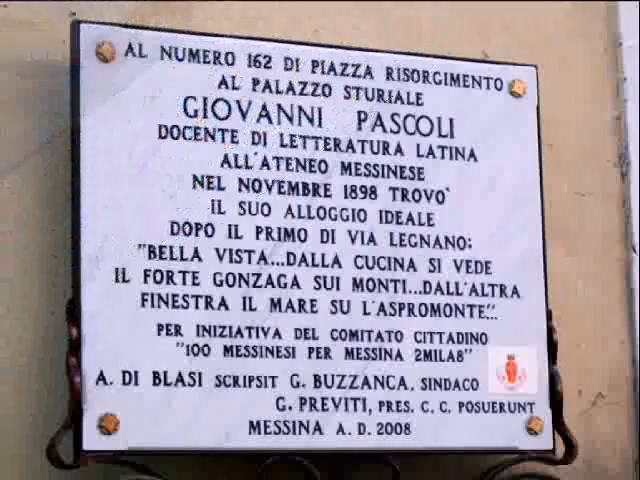 AL NUMERO 162 DI PIAZZA RISORGIMENTO
AL PALAZZO STURIALE
GIOVANNI PASCOLI
DOCENTE DI LETTERATURA LATINA
ALL'ATENEO MESSINESE
NEL NOVEMBRE 1898 TROVO'
IL SUO ALLOGGIO IDEALE
DOPO IL PRIMO DI VIA LEGNANO:
"BELLA VISTA...DALLA CUCINA SI VEDE
IL FORTE GONZAGA SUI MONTI...DALL'ALTRA
FINESTRA IL MARE SU L'ASPROMONTE"...
PER INIZIATIVA DEL COMITATO CITTADINO
"100 MESSINESI PER MESSINA 2MILA8"
A. DI BLASI SCRIPSIT G. BUZZANCA, SINDACO
G. PREVITI, PRES. C. C. POSUERUNT
MESSINA A. D. 2008